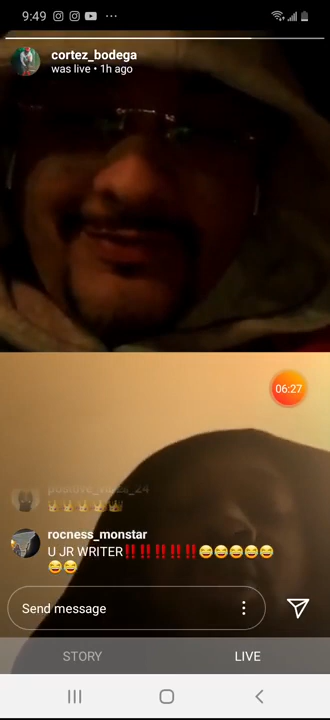 9:49
cortez_bodega
was live • 1h ago
06:27
rocness_monstar
U JR WRITER‼️‼️‼️‼️‼️😂😂😂😂😂
😂😂
Send message
STORY
LIVE